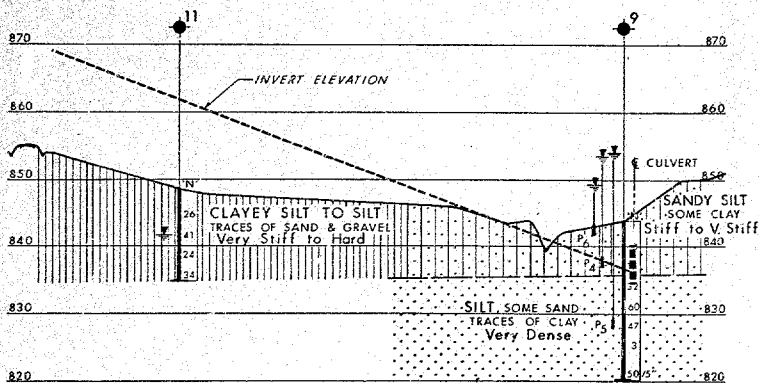 11
9
870
870
INVERT ELEVATION
860
860
℄ CULVERT
850
850
'N'
SANDY SILT
SOME CLAY
Stiff to V. Stiff
26
CLAYEY SILT TO SILT
TRACES OF SAND & GRAVEL
Very Stiff to Hard
41
24
34
P6
840
840
P4
32
SILT, SOME SAND
TRACES OF CLAY
Very Dense
60
P5
47
3
830
830
820
50/5"
820